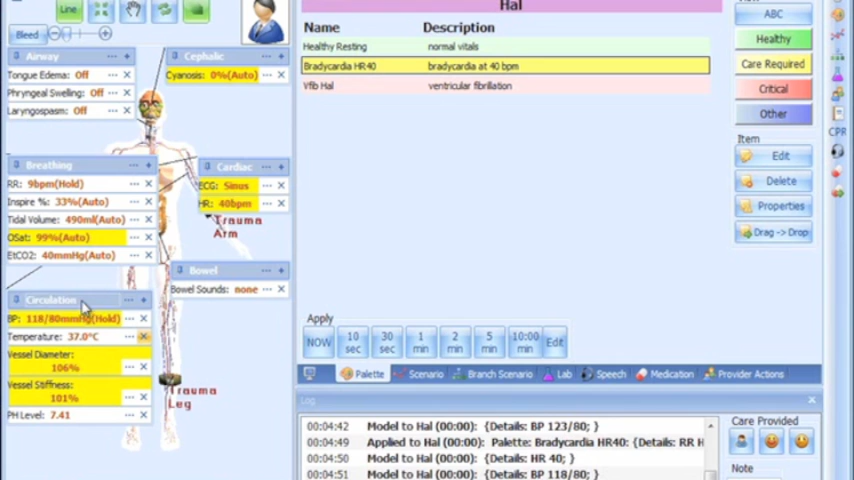 Line
Bleed
Airway
Tongue Edema: Off
Phryngeal Swelling: Off
Laryngospasm: Off
Cephalic
Cyanosis: 0%(Auto)
Breathing
RR: 9bpm(Hold)
Inspire %: 33%(Auto)
Tidal Volume: 490ml(Auto)
OSat: 99%(Auto)
EtCO2: 40mmHg(Auto)
Cardiac
ECG: Sinus
HR: 40bpm
Trauma
Arm
Bowel
Bowel Sounds: none
Circulation
BP: 118/80mmHg(Hold)
Temperature: 37.0°C
Vessel Diameter:
106%
Vessel Stiffness:
101%
PH Level: 7.41
Trauma
Leg
Hal
Name Description
Healthy Resting normal vitals
Bradycardia HR40 bradycardia at 40 bpm
Vfib Hal ventricular fibrillation
Apply
NOW 10 sec 30 sec 1 min 2 min 5 min 10:00 min Edit
Palette Scenario Branch Scenario Lab Speech Medication Provider Actions
Log
00:04:42 Model to Hal (00:00): {Details: BP 123/80; }
00:04:49 Applied to Hal (00:00): Palette: Bradycardia HR40: {Details: RR H
00:04:50 Model to Hal (00:00): {Details: HR 40; }
00:04:51 Model to Hal (00:00): {Details: BP 118/80; }
ABC
Healthy
Care Required
Critical
Other
Item
Edit
Delete
Properties
Drag -> Drop
Care Provided
Note
CPR